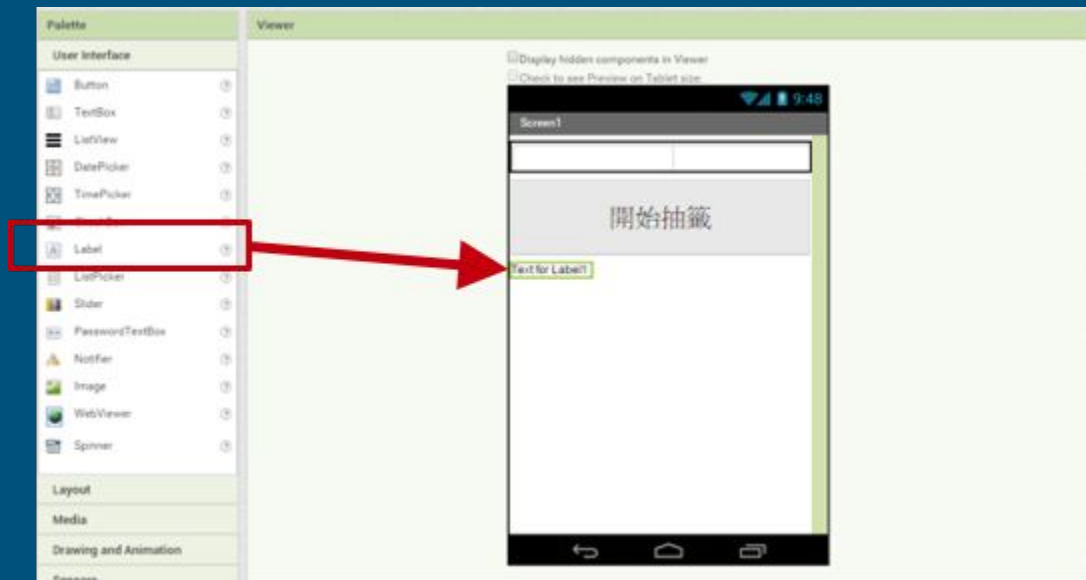 Palette
User Interface
Button
TextBox
ListView
DatePicker
TimePicker
Label
ListPicker
Slider
PasswordTextBox
Notifier
Image
WebViewer
Spinner
Layout
Media
Drawing and Animation
Sensors
Viewer
Display hidden components in Viewer
Check to see Preview on Tablet size.
9:48
Screen1
開始抽籤
Text for Label1